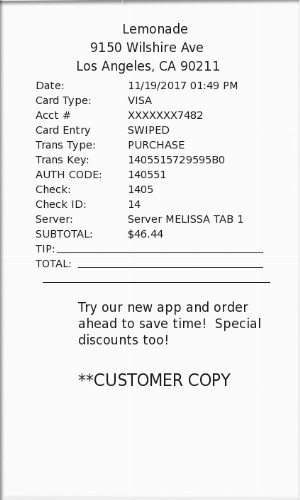 Lemonade
9150 Wilshire Ave
Los Angeles, CA 90211
Date: 11/19/2017 01:49 PM
Card Type: VISA
Acct # XXXXXXX7482
Card Entry SWIPED
Trans Type: PURCHASE
Trans Key: 1405515729595B0
AUTH CODE: 140551
Check: 1405
Check ID: 14
Server: Server MELISSA TAB 1
SUBTOTAL: $46.44
TIP:
TOTAL:
Try our new app and order
ahead to save time! Special
discounts too!
**CUSTOMER COPY